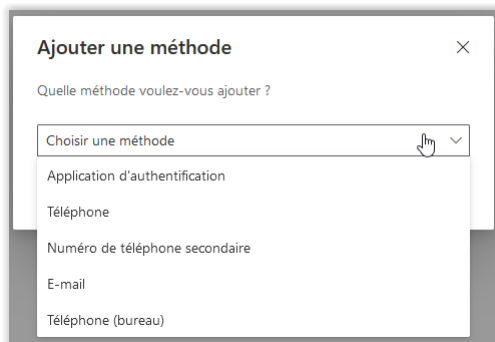 Ajouter une méthode
Quelle méthode voulez-vous ajouter ?
Choisir une méthode
Application d'authentification
Téléphone
Numéro de téléphone secondaire
E-mail
Téléphone (bureau)